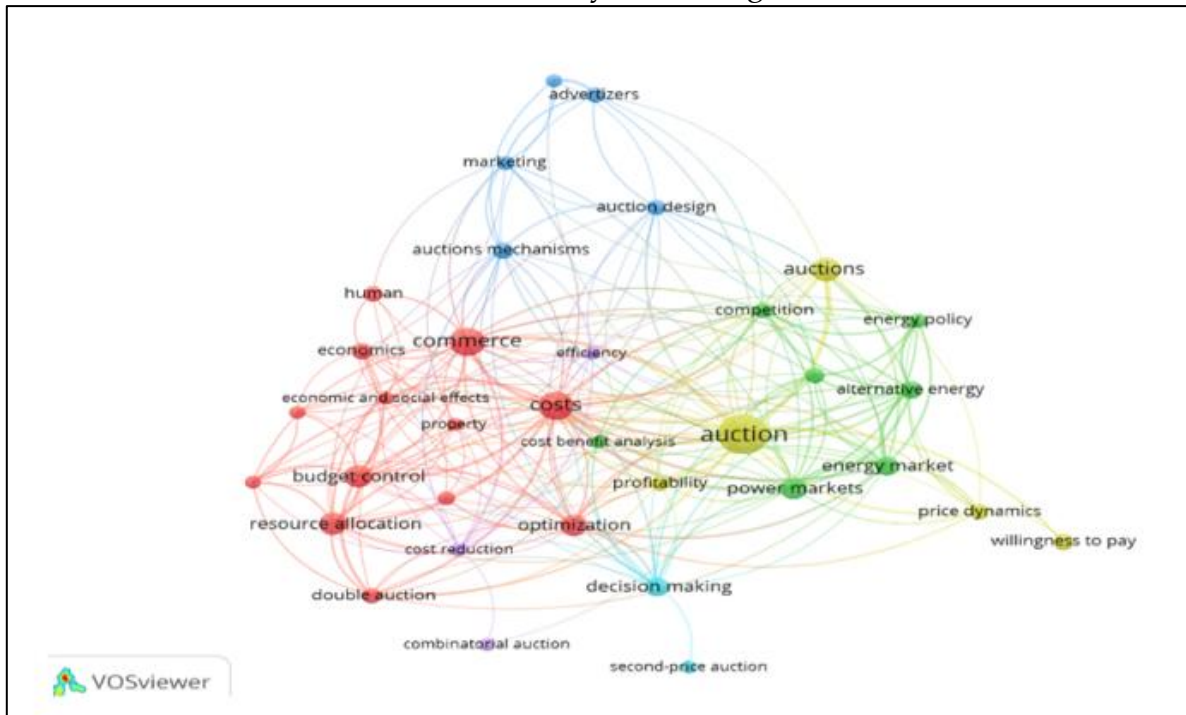 advertizers
marketing
auction design
auctions mechanisms
auctions
human
competition
energy policy
commerce
economics
efficiency
alternative energy
economic and social effects
costs
property
auction
cost benefit analysis
energy market
budget control
profitability
power markets
price dynamics
resource allocation
optimization
willingness to pay
cost reduction
decision making
double auction
combinatorial auction
second-price auction
VOSviewer